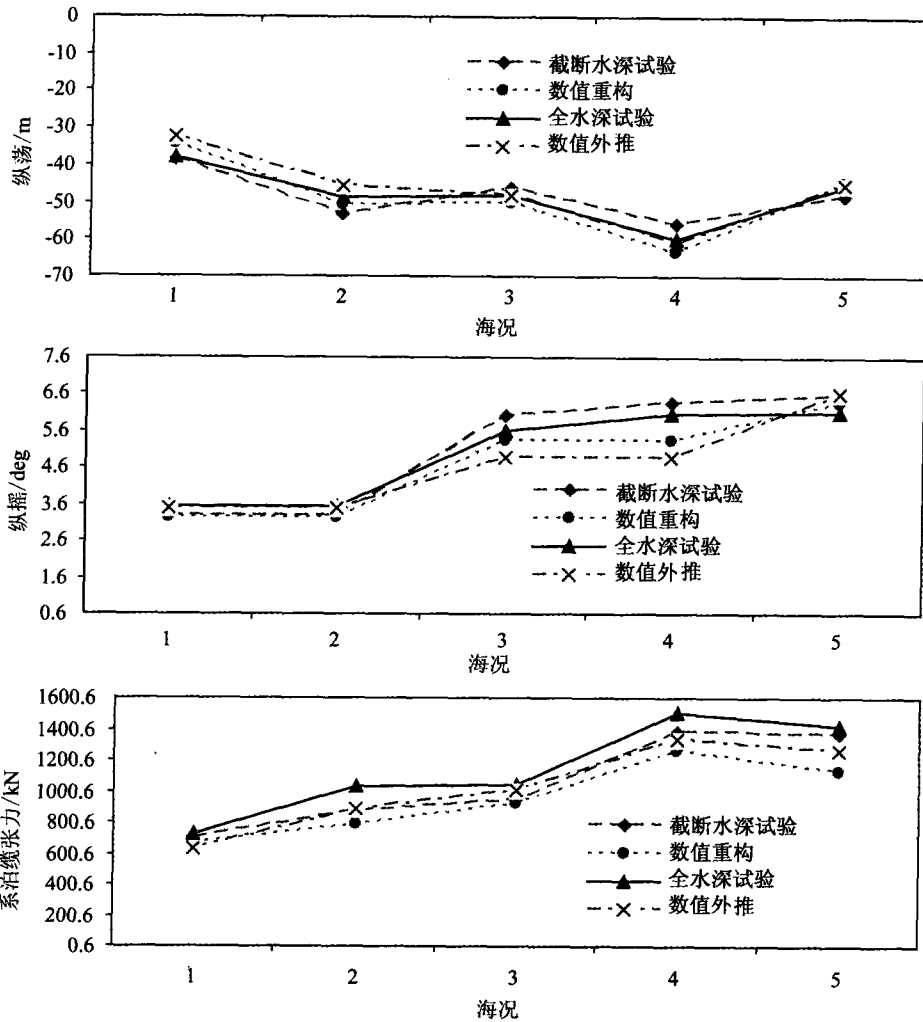 0
-10
-20
-30
-40
-50
-60
-70
纵荡/m
截断水深试验
数值重构
全水深试验
数值外推
1 2 3 4 5
海况
7.6
6.6
5.6
4.6
3.6
2.6
1.6
0.6
纵摇/deg
截断水深试验
数值重构
全水深试验
数值外推
1 2 3 4 5
海况
1600.6
1400.6
1200.6
1000.6
800.6
600.6
400.6
200.6
0.6
系泊缆张力/kN
截断水深试验
数值重构
全水深试验
数值外推
1 2 3 4 5
海况